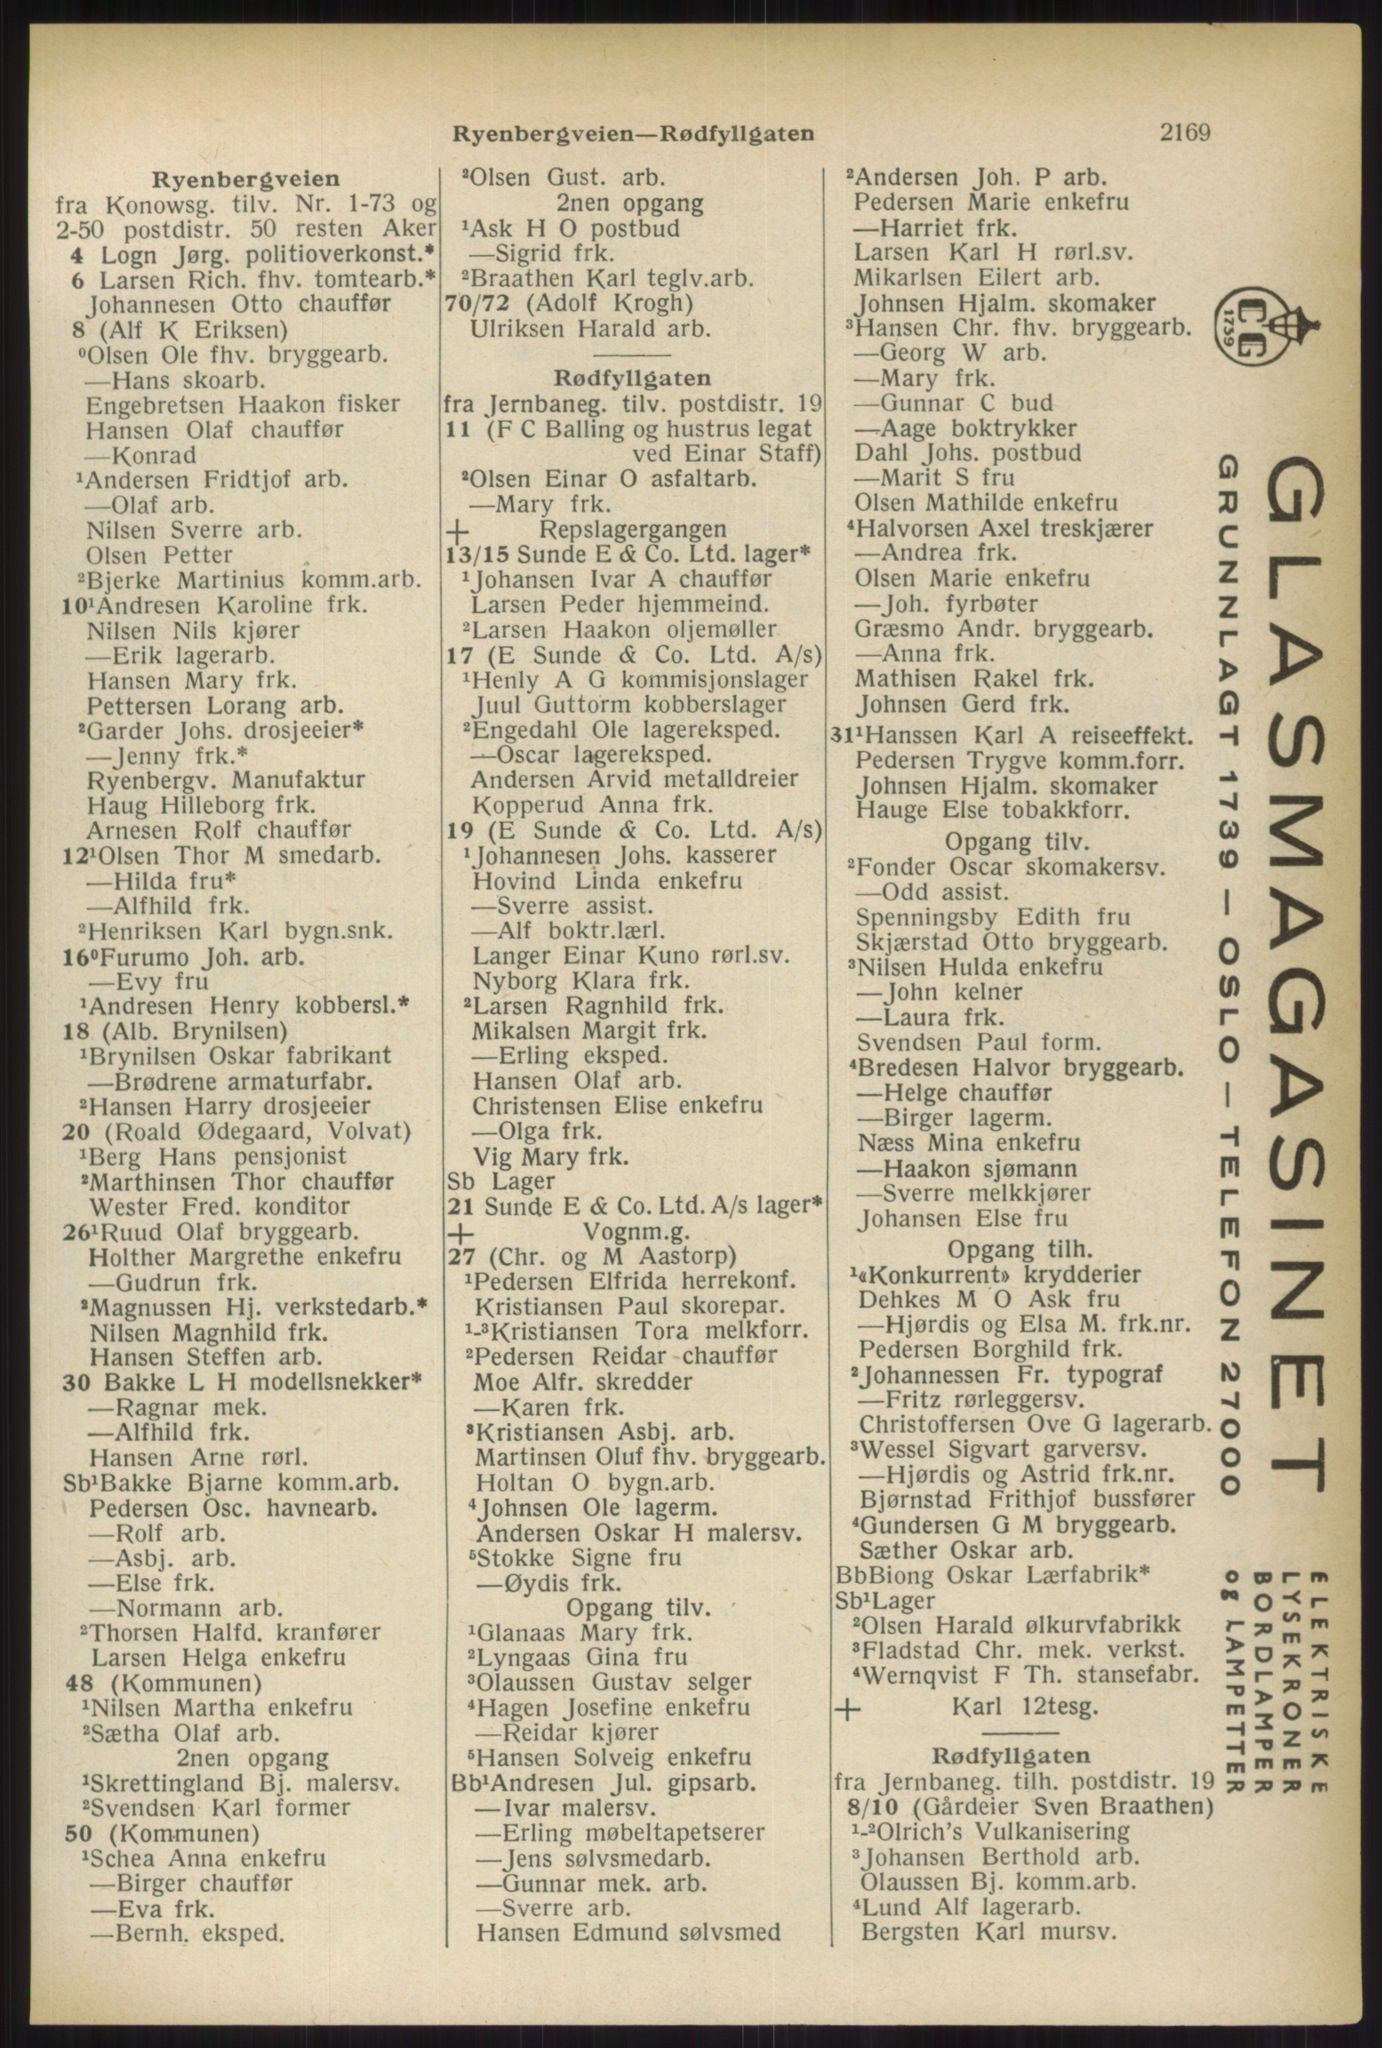 Ryenbergveien—Rødfyllgaten 2169
Ryenbergveien
fra Konowsg. tilv. Nr. 1-73 og
2-50 postdistr. 50 resten Aker
4 Logn Jørg. politioverkonst.*
6 Larsen Rich. fhv. tomtearb.*
Johannesen Otto chauffør
8 (Alf K Eriksen)
⁰Olsen Ole fhv. bryggearb.
—Hans skoarb.
Engebretsen Haakon fisker
Hansen Olaf chauffør
—Konrad
¹Andersen Fridtjof arb.
—Olaf arb.
Nilsen Sverre arb.
Olsen Petter
²Bjerke Martinius komm.arb.
10¹Andresen Karoline frk.
Nilsen Nils kjører
—Erik lagerarb.
Hansen Mary frk.
Pettersen Lorang arb.
²Garder Johs. drosjeeier*
—Jenny frk.*
Ryenbergv. Manufaktur
Haug Hilleborg frk.
Arnesen Rolf chauffør
12¹Olsen Thor M smedarb.
—Hilda fru*
—Alfhild frk.
²Henriksen Karl bygn.snk.
16⁰Furumo Joh. arb.
—Evy fru
¹Andresen Henry kobbersl.*
18 (Alb. Brynilsen)
¹Brynilsen Oskar fabrikant
—Brødrene armaturfabr.
²Hansen Harry drosjeeier
20 (Roald Ødegaard, Volvat)
¹Berg Hans pensjonist
²Marthinsen Thor chauffør
Wester Fred. konditor
26¹Ruud Olaf bryggearb.
Holther Margrethe enkefru
—Gudrun frk.
²Magnussen Hj. verkstedarb.*
Nilsen Magnhild frk.
Hansen Steffen arb.
30 Bakke L H modellsnekker*
—Ragnar mek.
—Alfhild frk.
Hansen Arne rørl.
Sb¹Bakke Bjarne komm.arb.
Pedersen Osc. havnearb.
—Rolf arb.
—Asbj. arb.
—Else frk.
—Normann arb.
²Thorsen Halfd. kranfører
Larsen Helga enkefru
48 (Kommunen)
¹Nilsen Martha enkefru
²Sætha Olaf arb.
2nen opgang
¹Skrettingland Bj. malersv.
²Svendsen Karl former
50 (Kommunen)
¹Schea Anna enkefru
—Birger chauffør
—Eva frk.
—Bernh. eksped.
²Olsen Gust. arb.
2nen opgang
¹Ask H O postbud
—Sigrid frk.
²Braathen Karl teglv.arb.
70/72 (Adolf Krogh)
Ulriksen Harald arb.
Rødfyllgaten
fra Jernbaneg. tilv. postdistr. 19
11 (F C Balling og hustrus legat
ved Einar Staff)
²Olsen Einar O asfaltarb.
—Mary frk.
+ Repslagergangen
13/15 Sunde E & Co. Ltd. lager*
¹Johansen Ivar A chauffør
Larsen Peder hjemmeind.
²Larsen Haakon oljemøller
17 (E Sunde & Co. Ltd. A/s)
¹Henly A G kommisjonslager
Juul Guttorm kobberslager
²Engedahl Ole lagereksped.
—Oscar lagereksped.
Andersen Arvid metalldreier
Kopperud Anna frk.
19 (E Sunde & Co. Ltd. A/s)
¹Johannesen Johs. kasserer
Hovind Linda enkefru
—Sverre assist.
—Alf boktr.lærl.
Langer Einar Kuno rørl.sv.
Nyborg Klara frk.
²Larsen Ragnhild frk.
Mikalsen Margit frk.
—Erling eksped.
Hansen Olaf arb.
Christensen Elise enkefru
—Olga frk.
Vig Mary frk.
Sb Lager
21 Sunde E & Co. Ltd. A/s lager*
+ Vognm.g.
27 (Chr. og M Aastorp)
¹Pedersen Elfrida herrekonf.
Kristiansen Paul skorepar.
¹-³Kristiansen Tora melkforr.
²Pedersen Reidar chauffør
Moe Alfr. skredder
—Karen frk.
³Kristiansen Asbj. arb.
Martinsen Oluf fhv. bryggearb.
Holtan O bygn.arb.
⁴Johnsen Ole lagerm.
Andersen Oskar H malersv.
⁵Stokke Signe fru
—Øydis frk.
Opgang tilv.
¹Glanaas Mary frk.
²Lyngaas Gina fru
³Olaussen Gustav selger
⁴Hagen Josefine enkefru
—Reidar kjører
⁵Hansen Solveig enkefru
Bb¹Andresen Jul. gipsarb.
—Ivar malersv.
—Erling møbeltapetserer
—Jens sølvsmedarb.
—Gunnar mek. arb.
—Sverre arb.
Hansen Edmund sølvsmed
²Andersen Joh. P arb.
Pedersen Marie enkefru
—Harriet frk.
Larsen Karl H rørl.sv.
Mikarlsen Eilert arb.
Johnsen Hjalm. skomaker
³Hansen Chr. fhv. bryggearb.
—Georg W arb.
—Mary frk.
—Gunnar C bud
—Aage boktrykker
Dahl Johs. postbud
—Marit S fru
Olsen Mathilde enkefru
⁴Halvorsen Axel treskjærer
—Andrea frk.
Olsen Marie enkefru
—Joh. fyrbøter
Græsmo Andr. bryggearb.
—Anna frk.
Mathisen Rakel frk.
Johnsen Gerd frk.
31¹Hanssen Karl A reiseeffekt.
Pedersen Trygve komm.forr.
Johnsen Hjalm. skomaker
Hauge Else tobakkforr.
Opgang tilv.
²Fonder Oscar skomakersv.
—Odd assist.
Spenningsby Edith fru
Skjærstad Otto bryggearb.
³Nilsen Hulda enkefru
—John kelner
—Laura frk.
Svendsen Paul form.
⁴Bredesen Halvor bryggearb.
—Helge chauffør
—Birger lagerm.
Næss Mina enkefru
—Haakon sjømann
—Sverre melkkjører
Johansen Else fru
Opgang tilh.
¹«Konkurrent» krydderier
Dehkes M O Ask fru
—Hjørdis og Elsa M. frk.nr.
Pedersen Borghild frk.
²Johannessen Fr. typograf
—Fritz rørleggersv.
Christoffersen Ove G lagerarb.
³Wessel Sigvart garversv.
—Hjørdis og Astrid frk.nr.
Bjørnstad Frithjof bussfører
⁴Gundersen G M bryggearb.
Sæther Oskar arb.
BbBiong Oskar Lærfabrik*
Sb¹Lager
²Olsen Harald ølkurvfabrikk
³Fladstad Chr. mek. verkst.
⁴Wernqvist F Th. stansefabr.
+ Karl 12tesg.
Rødfyllgaten
fra Jernbaneg. tilh. postdistr. 19
8/10 (Gårdeier Sven Braathen)
¹-²Olrich's Vulkanisering
³Johansen Berthold arb.
Olaussen Bj. komm.arb.
⁴Lund Alf lagerarb.
Bergsten Karl mursv.
1739
GLASMAGASINET
GRUNNLAGT 1739 — OSLO — TELEFON 27000
ELEKTRISKE
LYSEKRONER
BORDLAMPER
og LAMPETTER